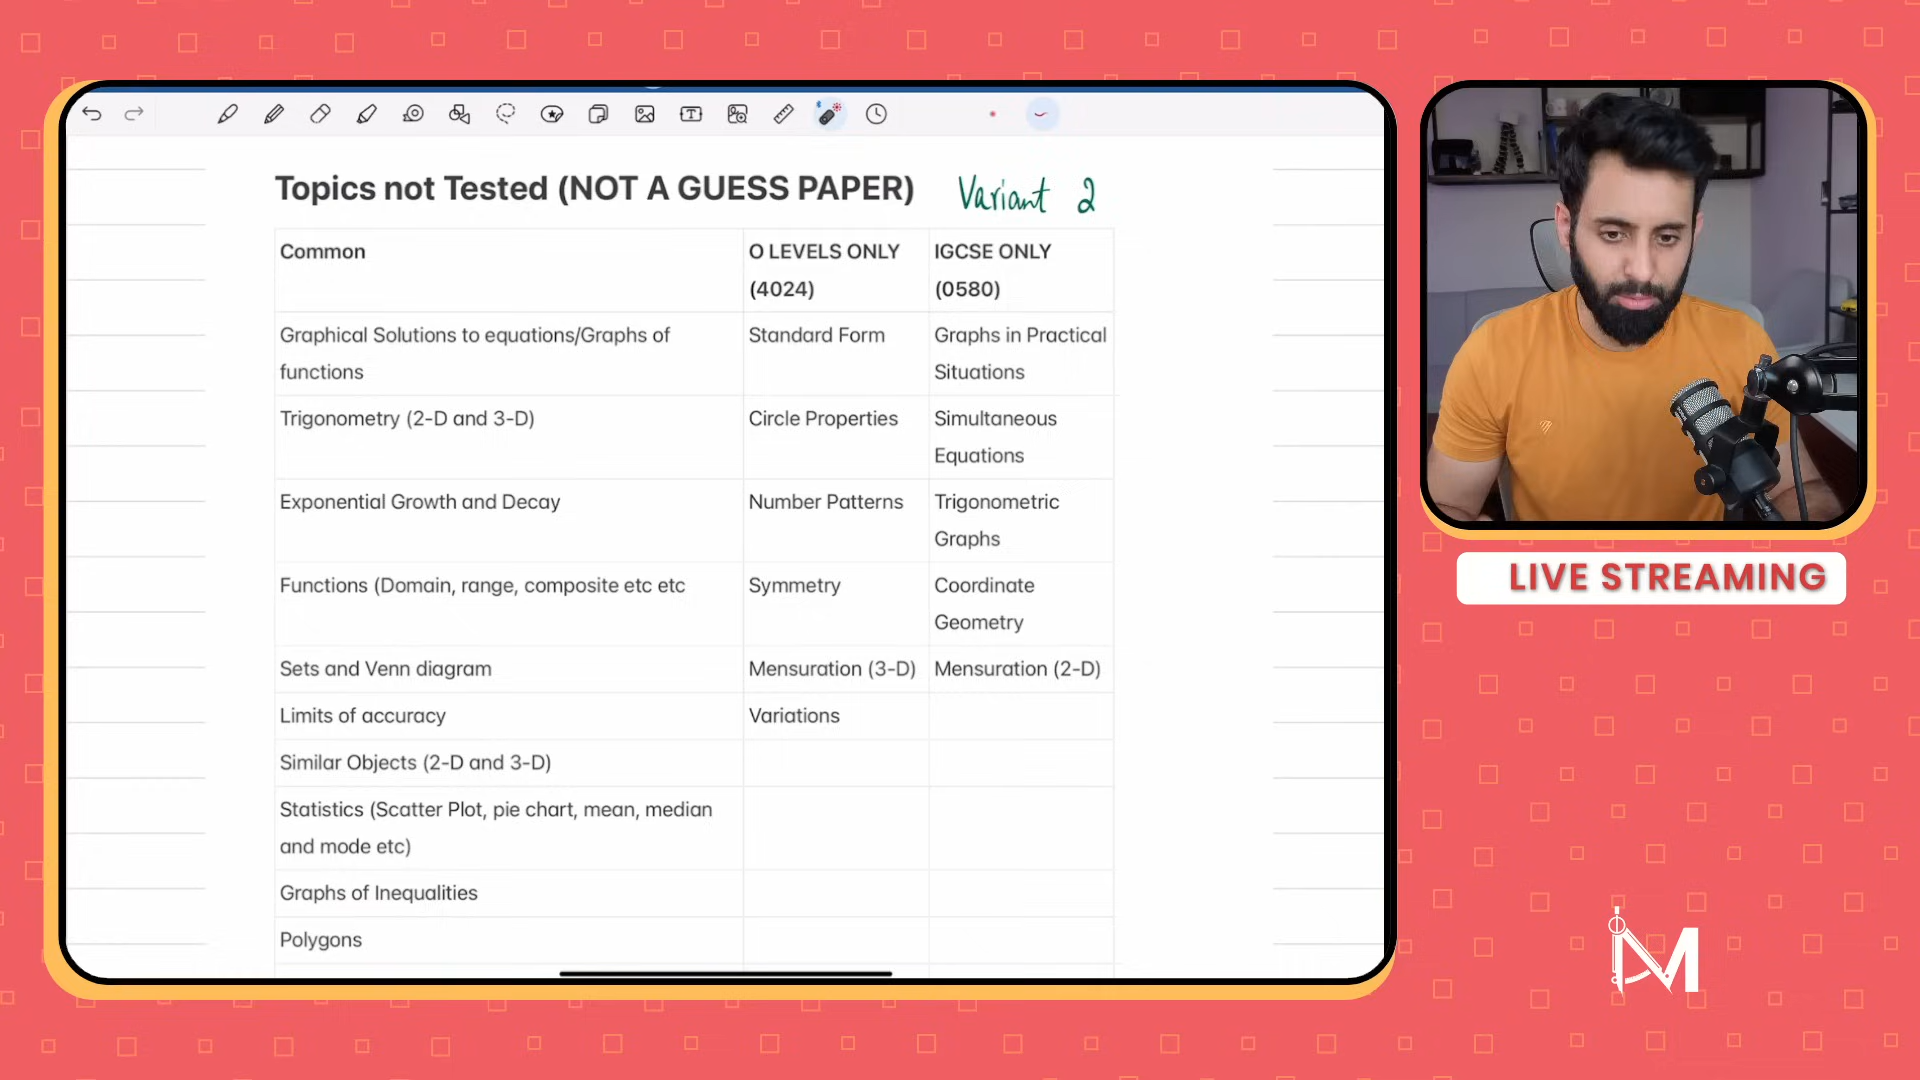 Topics not Tested (NOT A GUESS PAPER) Variant 2
Common O LEVELS ONLY IGCSE ONLY
(4024) (0580)
Graphical Solutions to equations/Graphs of Standard Form Graphs in Practical
functions Situations
Trigonometry (2-D and 3-D) Circle Properties Simultaneous
Equations
Exponential Growth and Decay Number Patterns Trigonometric
Graphs
Functions (Domain, range, composite etc etc Symmetry Coordinate
Geometry
Sets and Venn diagram Mensuration (3-D) Mensuration (2-D)
Limits of accuracy Variations
Similar Objects (2-D and 3-D)
Statistics (Scatter Plot, pie chart, mean, median
and mode etc)
Graphs of Inequalities
Polygons
LIVE STREAMING
M